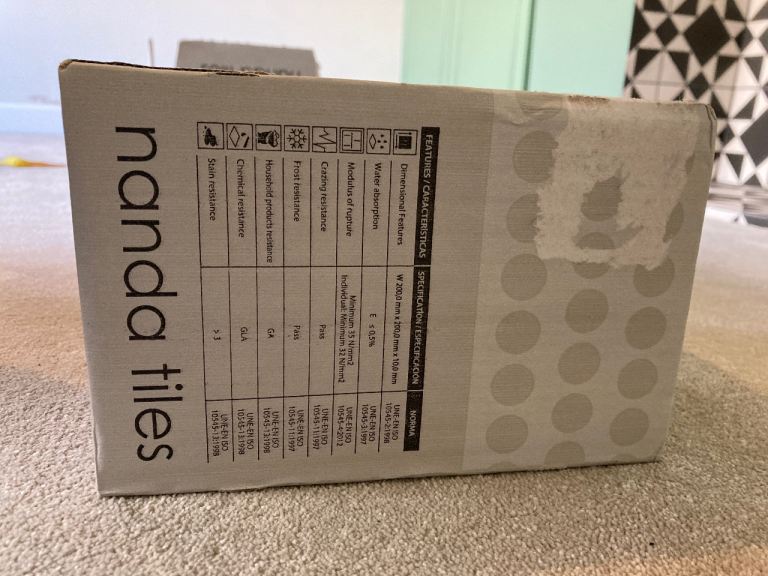 FEATURES / CARACTERÍSTICAS SPECIFICATION / ESPECIFICACIÓN NORMA
Dimensional Features W 200,0 mm x 200,0 mm x 10,0 mm UNE-EN ISO
10545-2:1998
Water absorption E ≤ 0,5% UNE-EN ISO
10545-3:1997
Modulus of rupture Minimum 35 N/mm2
Individual: Minimum 32 N/mm2 UNE-EN ISO
10545-4:2012
Crazing resistance Pass UNE-EN ISO
10545-11:1997
Frost resistance Pass UNE-EN ISO
10545-11:1997
Household products resistance GA UNE-EN ISO
10545-13:1998
Chemical resistance GLA UNE-EN ISO
10545-13:1998
Stain resistance > 3 UNE-EN ISO
10545-13:1998
nanda tiles